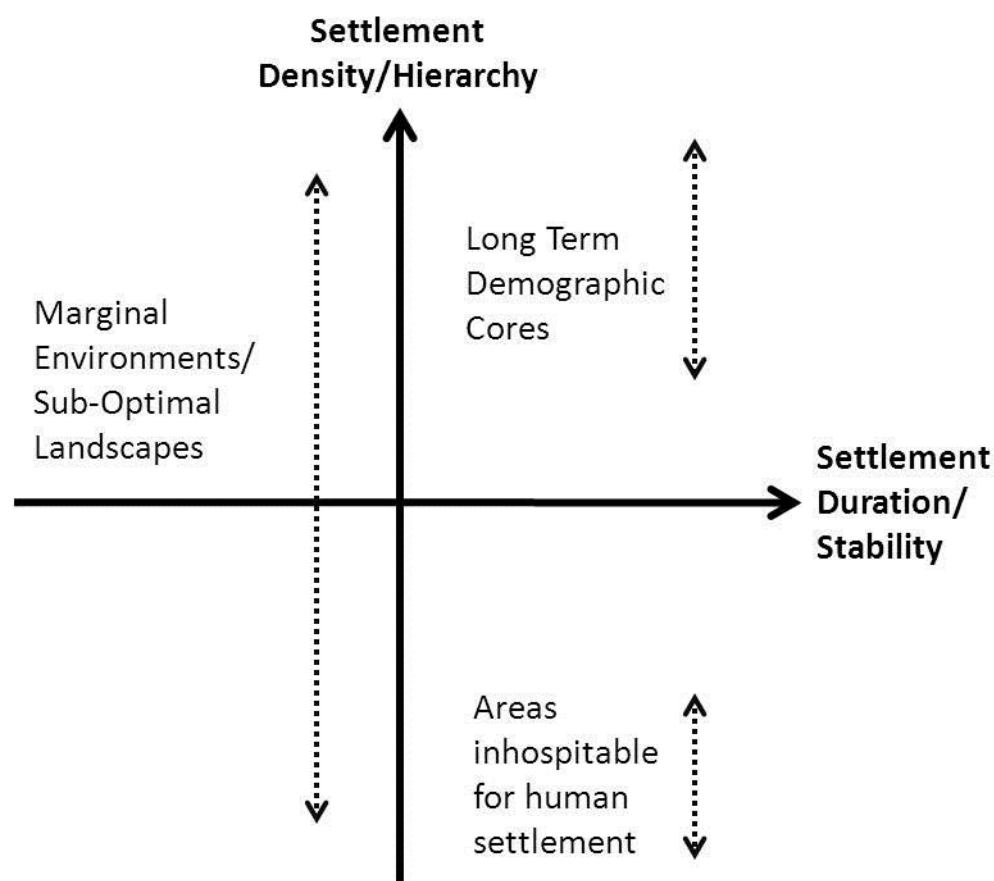 Settlement
Density/Hierarchy
Long Term
Demographic
Cores
Marginal
Environments/
Sub-Optimal
Landscapes
Settlement
Duration/
Stability
Areas
inhospitable
for human
settlement